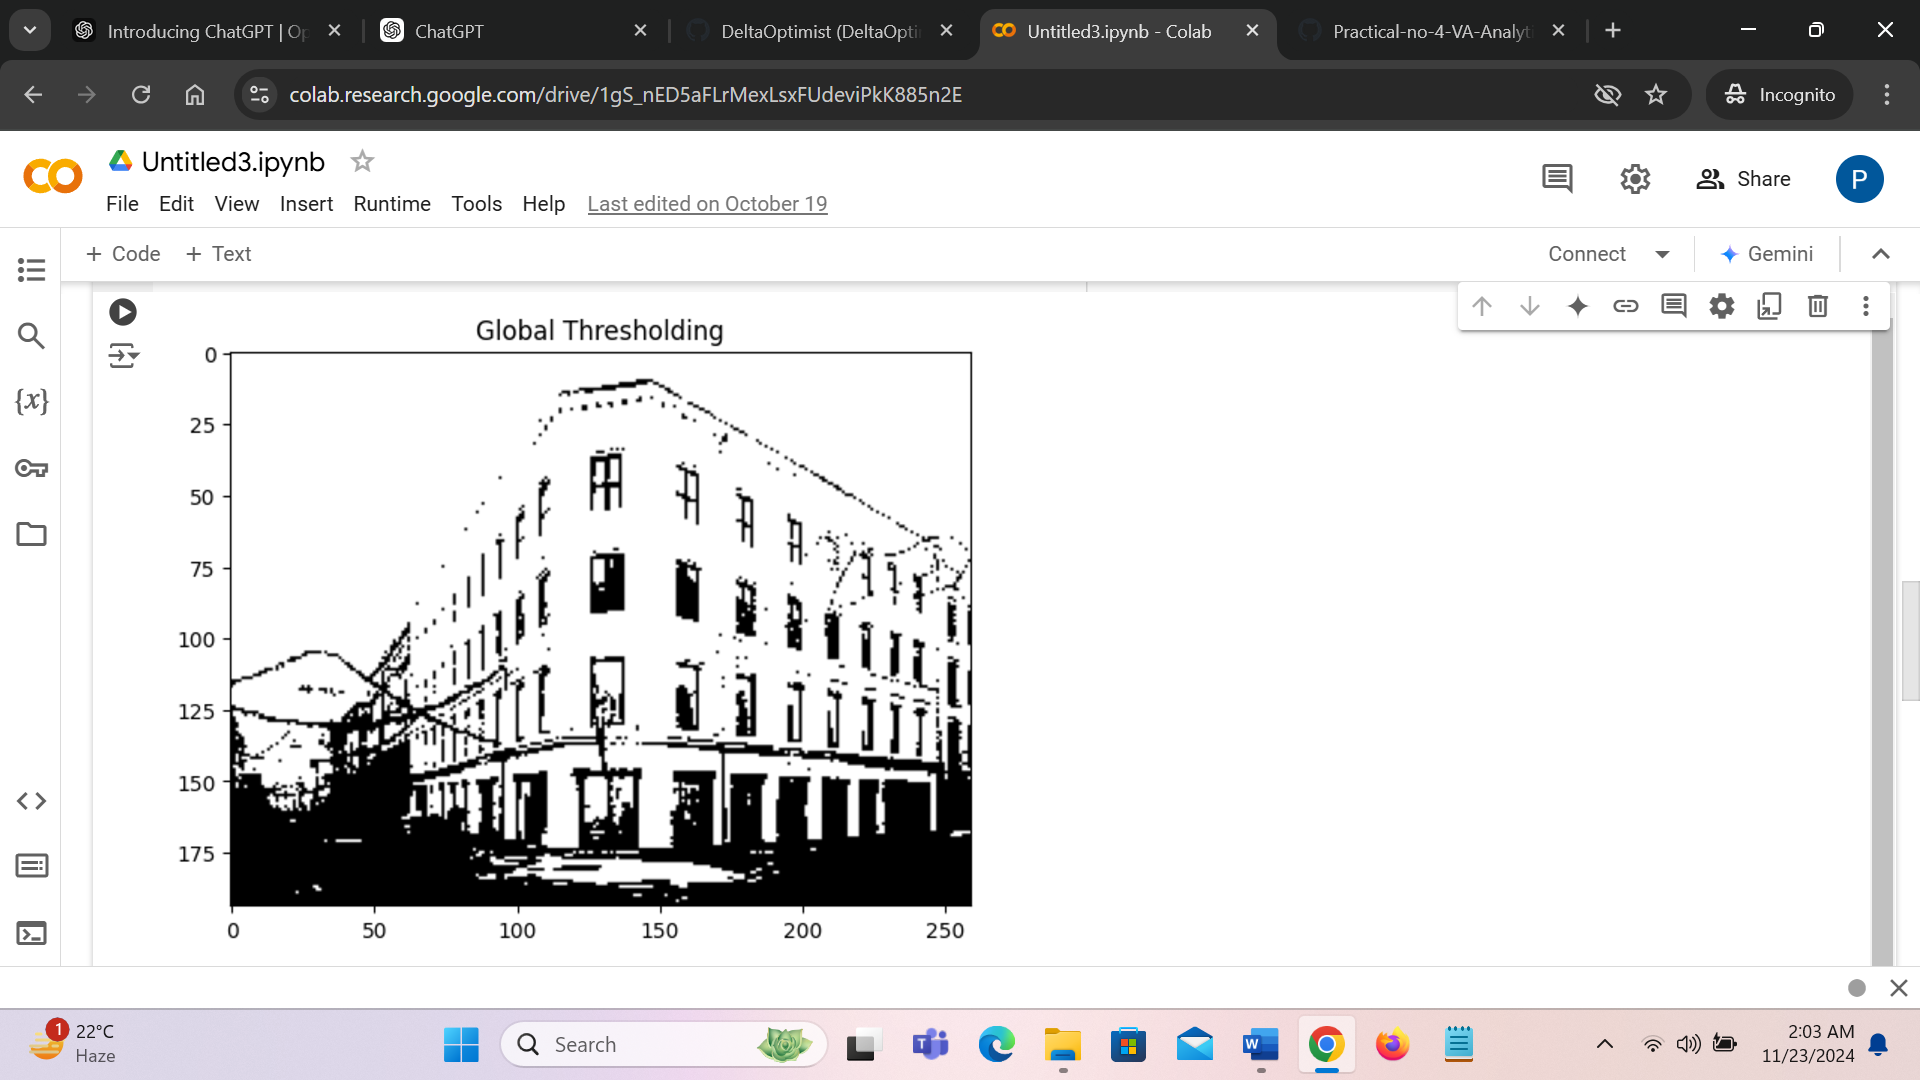 Introducing ChatGPT | Op
ChatGPT
DeltaOptimist (DeltaOpti
Untitled3.ipynb - Colab
Practical-no-4-VA-Analyt
colab.research.google.com/drive/1gS_nED5aFLrMexLsxFUdeviPkK885n2E
Incognito
Untitled3.ipynb
Share
P
File Edit View Insert Runtime Tools Help Last edited on October 19
+ Code + Text
Connect
Gemini
{x}
Global Thresholding
0
25
50
75
100
125
150
175
0 50 100 150 200 250
1
22°C
Haze
Search
2:03 AM
11/23/2024